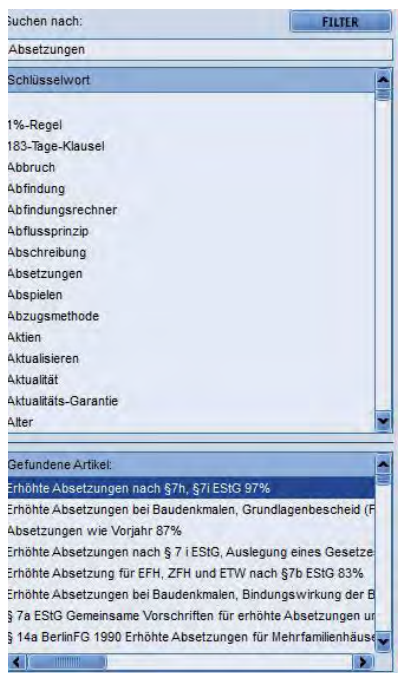 Suchen nach: FILTER
Absetzungen
Schlüsselwort
1%-Regel
183-Tage-Klausel
Abbruch
Abfindung
Abfindungsrechner
Abflussprinzip
Abschreibung
Absetzungen
Abspielen
Abzugsmethode
Aktien
Aktualisieren
Aktualität
Aktualitäts-Garantie
Alter
Gefundene Artikel:
Erhöhte Absetzungen nach §7h, §7i EStG 97%
Erhöhte Absetzungen bei Baudenkmalen, Grundlagenbescheid (F
Absetzungen wie Vorjahr 87%
Erhöhte Absetzungen nach § 7 i EStG, Auslegung eines Gesetze
Erhöhte Absetzung für EFH, ZFH und ETW nach §7b EStG 83%
Erhöhte Absetzungen bei Baudenkmalen, Bindungswirkung der B
§ 7a EStG Gemeinsame Vorschriften für erhöhte Absetzungen ur
§ 14a BerlinFG 1990 Erhöhte Absetzungen für Mehrfamilienhäuse